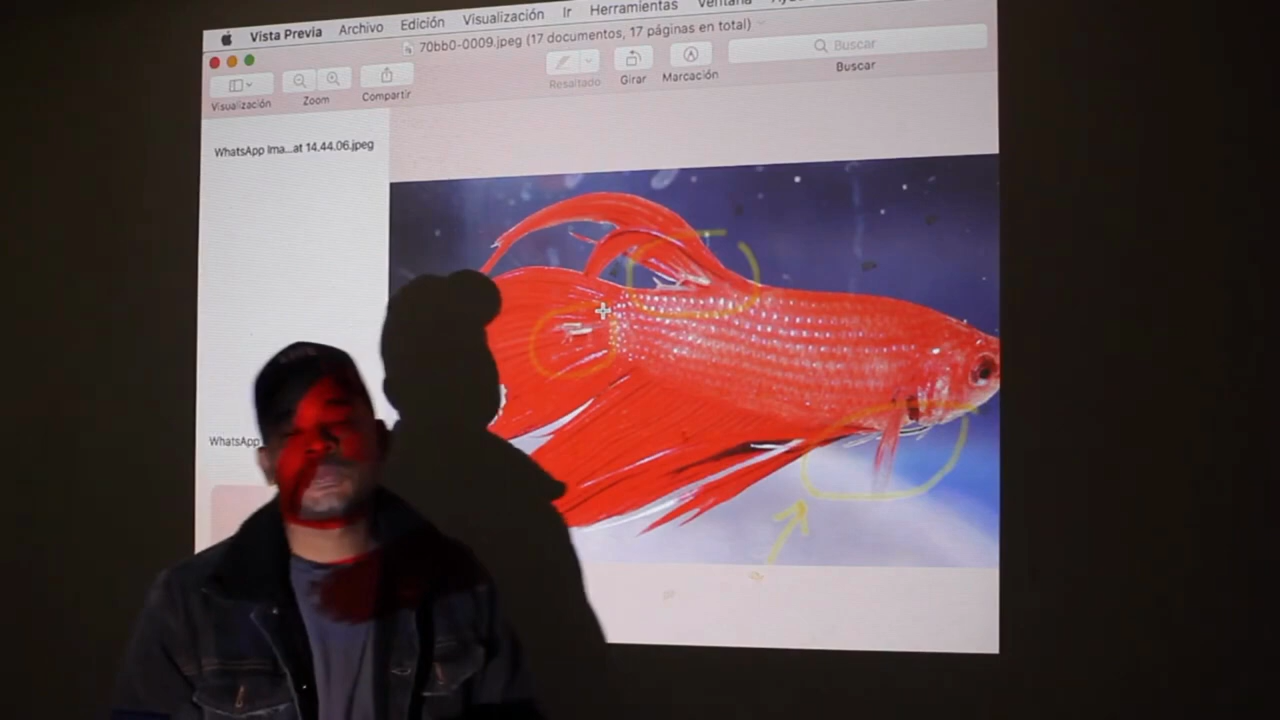 Vista Previa Archivo Edición Visualización Ir Herramientas Ventana
70bb0-0009.jpeg (17 documentos, 17 páginas en total)
Visualización Zoom Compartir Resaltado Girar Marcación Buscar
Buscar
WhatsApp Ima...at 14.44.06.jpeg
WhatsApp